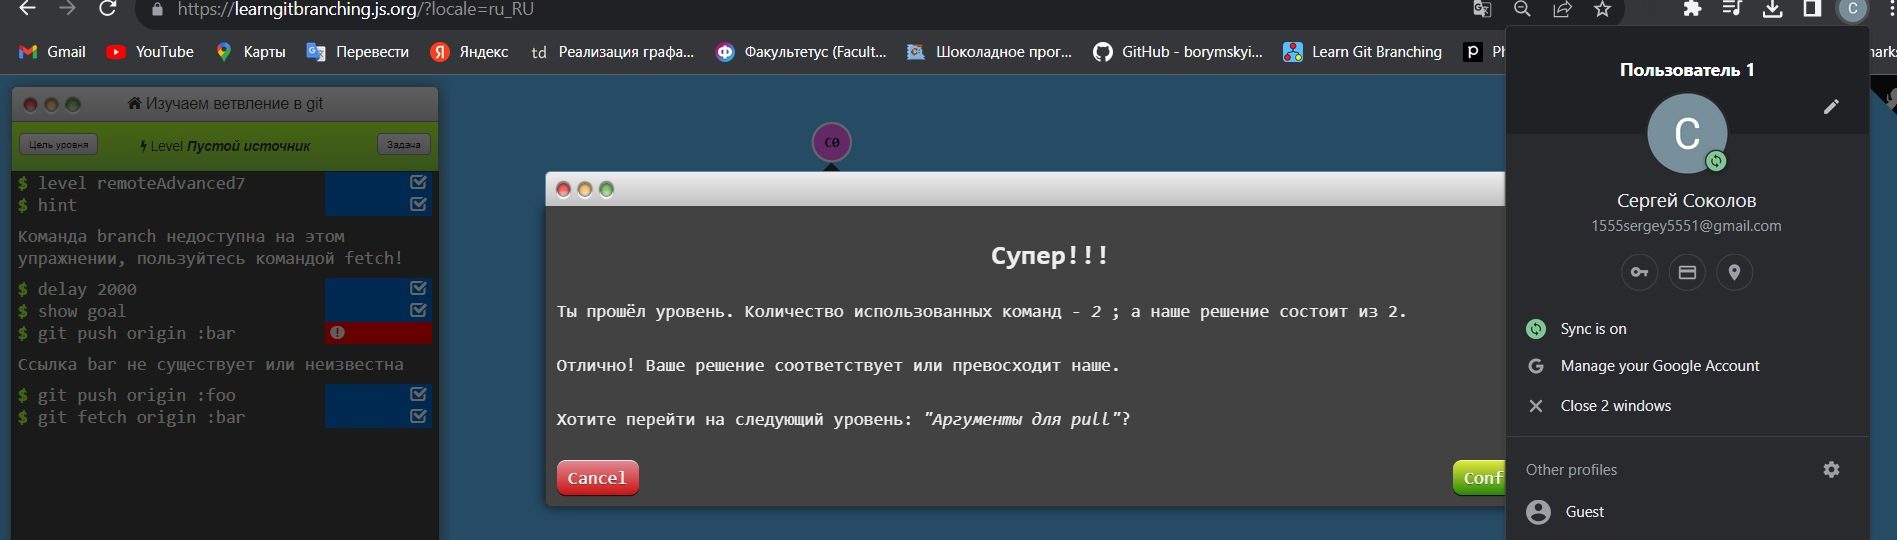 https://learngitbranching.js.org/?locale=ru_RU
C
Gmail
YouTube
Карты
Перевести
Яндекс
td Реализация графа...
Факультетус (Facult...
Шоколадное прог...
GitHub - borymskyi...
Learn Git Branching
Изучаем ветвление в git
Цель уровня
Level Пустой источник
Задача
$ level remoteAdvanced7
$ hint
Команда branch недоступна на этом
упражнении, пользуйтесь командой fetch!
$ delay 2000
$ show goal
$ git push origin :bar
Ссылка bar не существует или неизвестна
$ git push origin :foo
$ git fetch origin :bar
C0
Супер!!!
Ты прошёл уровень. Количество использованных команд - 2 ; а наше решение состоит из 2.
Отлично! Ваше решение соответствует или превосходит наше.
Хотите перейти на следующий уровень: "Аргументы для pull"?
Cancel
Conf
Пользователь 1
C
Сергей Соколов
1555sergey5551@gmail.com
Sync is on
Manage your Google Account
Close 2 windows
Other profiles
Guest